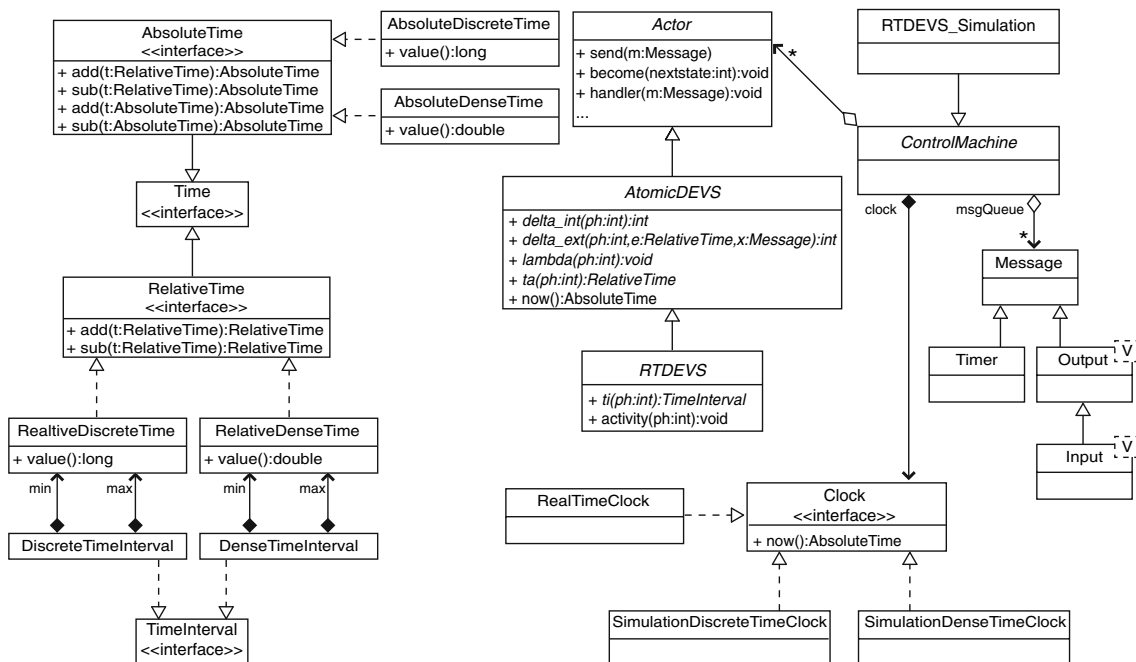 AbsoluteTime
<<interface>>
+ add(t:RelativeTime):AbsoluteTime
+ sub(t:RelativeTime):AbsoluteTime
+ add(t:AbsoluteTime):AbsoluteTime
+ sub(t:AbsoluteTime):AbsoluteTime
AbsoluteDiscreteTime
+ value():long
AbsoluteDenseTime
+ value():double
Time
<<interface>>
RelativeTime
<<interface>>
+ add(t:RelativeTime):RelativeTime
+ sub(t:RelativeTime):RelativeTime
RealtiveDiscreteTime
+ value():long
RelativeDenseTime
+ value():double
min
max
min
max
DiscreteTimeInterval
DenseTimeInterval
TimeInterval
<<interface>>
Actor
+ send(m:Message)
+ become(nextstate:int):void
+ handler(m:Message):void
...
*
RTDEVS_Simulation
ControlMachine
AtomicDEVS
+ delta_int(ph:int):int
+ delta_ext(ph:int,e:RelativeTime,x:Message):int
+ lambda(ph:int):void
+ ta(ph:int):RelativeTime
+ now():AbsoluteTime
RTDEVS
+ ti(ph:int):TimeInterval
+ activity(ph:int):void
clock
msgQueue
*
Message
Timer
Output
V
Input
V
RealTimeClock
Clock
<<interface>>
+ now():AbsoluteTime
SimulationDiscreteTimeClock
SimulationDenseTimeClock